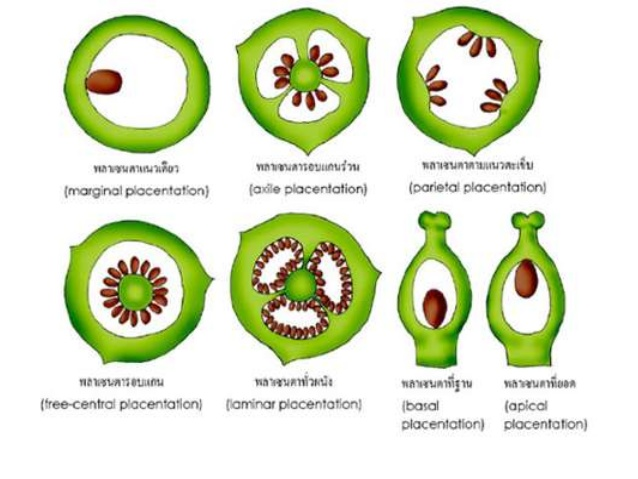 พลาเซนตาแนวเดียว
(marginal placentation)
พลาเซนตารอบแกนร่วม
(axile placentation)
พลาเซนตาตามแนวตะเข็บ
(parietal placentation)
พลาเซนตารอบแกน
(free-central placentation)
พลาเซนตาทั่วผนัง
(laminar placentation)
พลาเซนตาที่ฐาน
(basal
placentation)
พลาเซนตาที่ยอด
(apical
placentation)